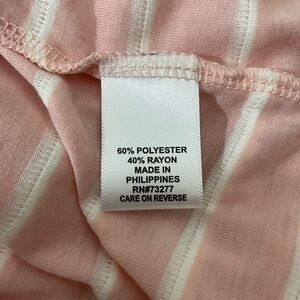 60% POLYESTER
40% RAYON
MADE IN
PHILIPPINES
RN#73277
CARE ON REVERSE